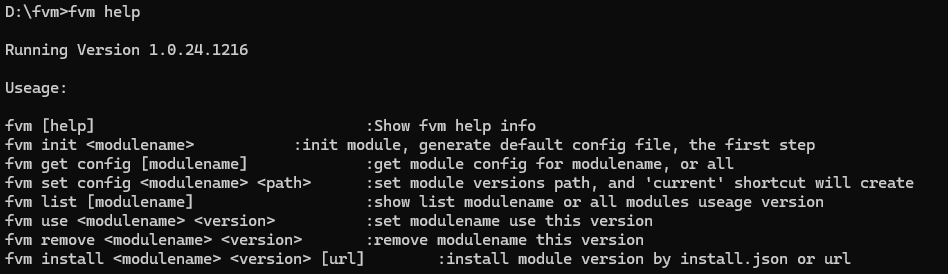 D:\fvm>fvm help
Running Version 1.0.24.1216
Useage:
fvm [help] :Show fvm help info
fvm init <modulename> :init module, generate default config file, the first step
fvm get config [modulename] :get module config for modulename, or all
fvm set config <modulename> <path> :set module versions path, and 'current' shortcut will create
fvm list [modulename] :show list modulename or all modules useage version
fvm use <modulename> <version> :set modulename use this version
fvm remove <modulename> <version> :remove modulename this version
fvm install <modulename> <version> [url] :install module version by install.json or url